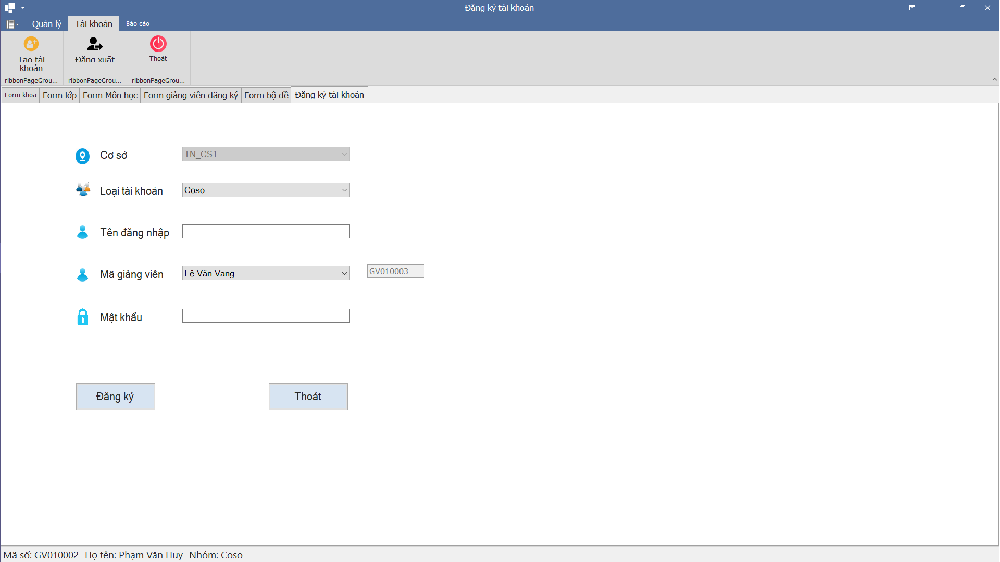 Đăng ký tài khoản
Quản lý Tài khoản Báo cáo
Tạo tài khoản
Đăng xuất
Thoát
ribbonPageGrou... ribbonPageGrou... ribbonPageGrou...
Form khoa Form lớp Form Môn học Form giảng viên đăng ký Form bộ đề Đăng ký tài khoản
Cơ sở TN_CS1
Loại tài khoản Coso
Tên đăng nhập
Mã giảng viên Lê Văn Vang GV010003
Mật khẩu
Đăng ký Thoát
Mã số: GV010002 Họ tên: Phạm Văn Huy Nhóm: Coso